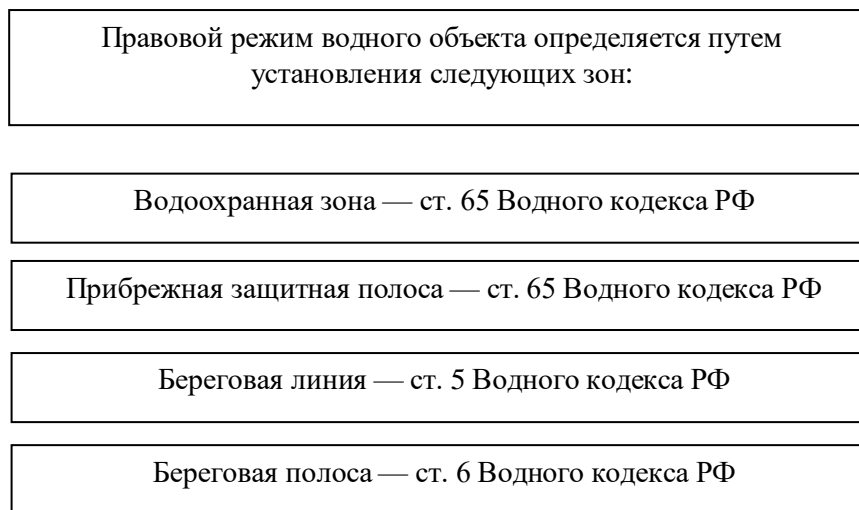 Правовой режим водного объекта определяется путем
установления следующих зон:
Водоохранная зона — ст. 65 Водного кодекса РФ
Прибрежная защитная полоса — ст. 65 Водного кодекса РФ
Береговая линия — ст. 5 Водного кодекса РФ
Береговая полоса — ст. 6 Водного кодекса РФ